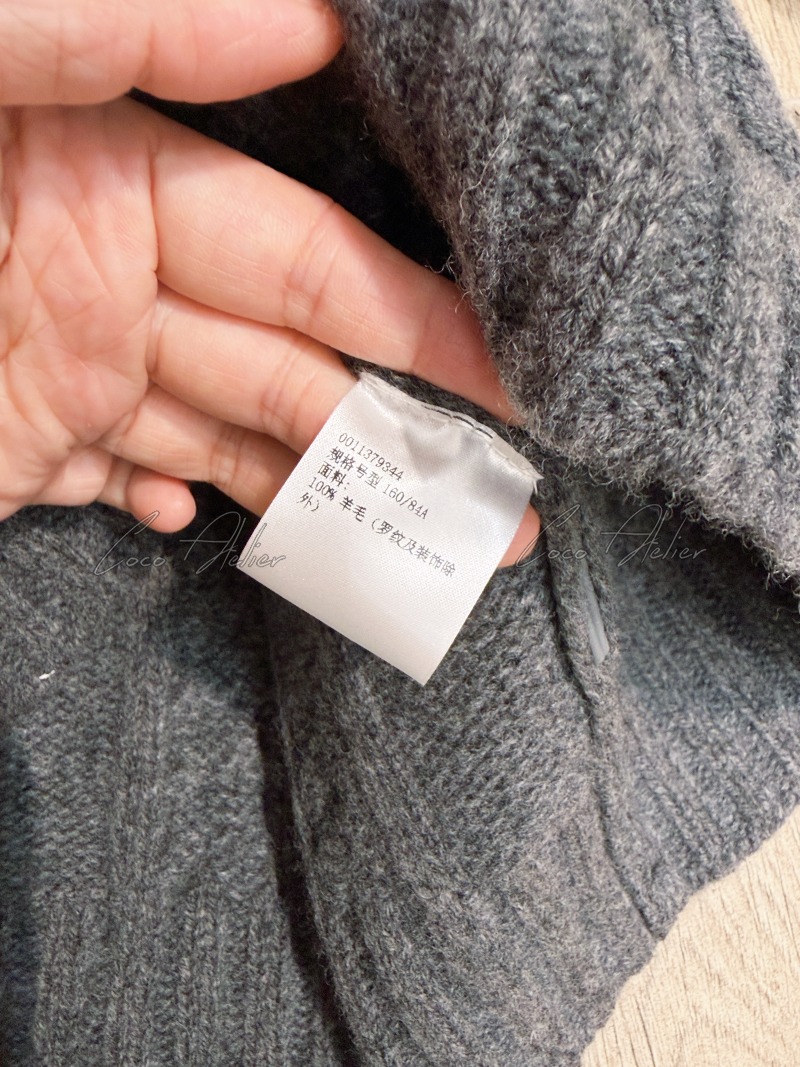 0011379344
规格号型 160/84A
面料：
100% 羊毛（罗纹及装饰除
外）
Coco Atelier
Coco Atelier